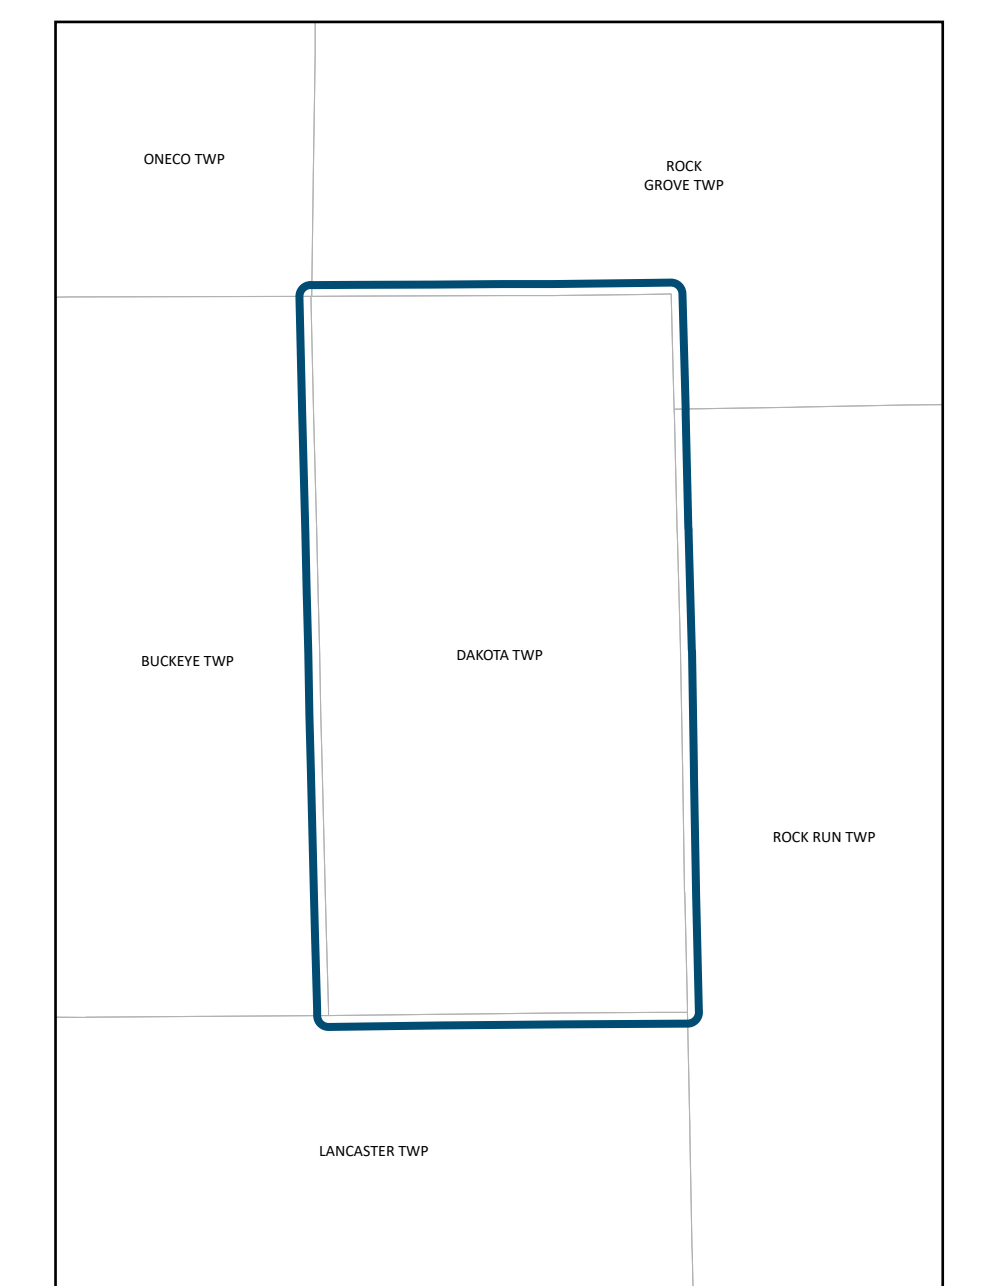 ONECO TWP
ROCK
GROVE TWP
DAKOTA TWP
BUCKEYE TWP
ROCK RUN TWP
LANCASTER TWP